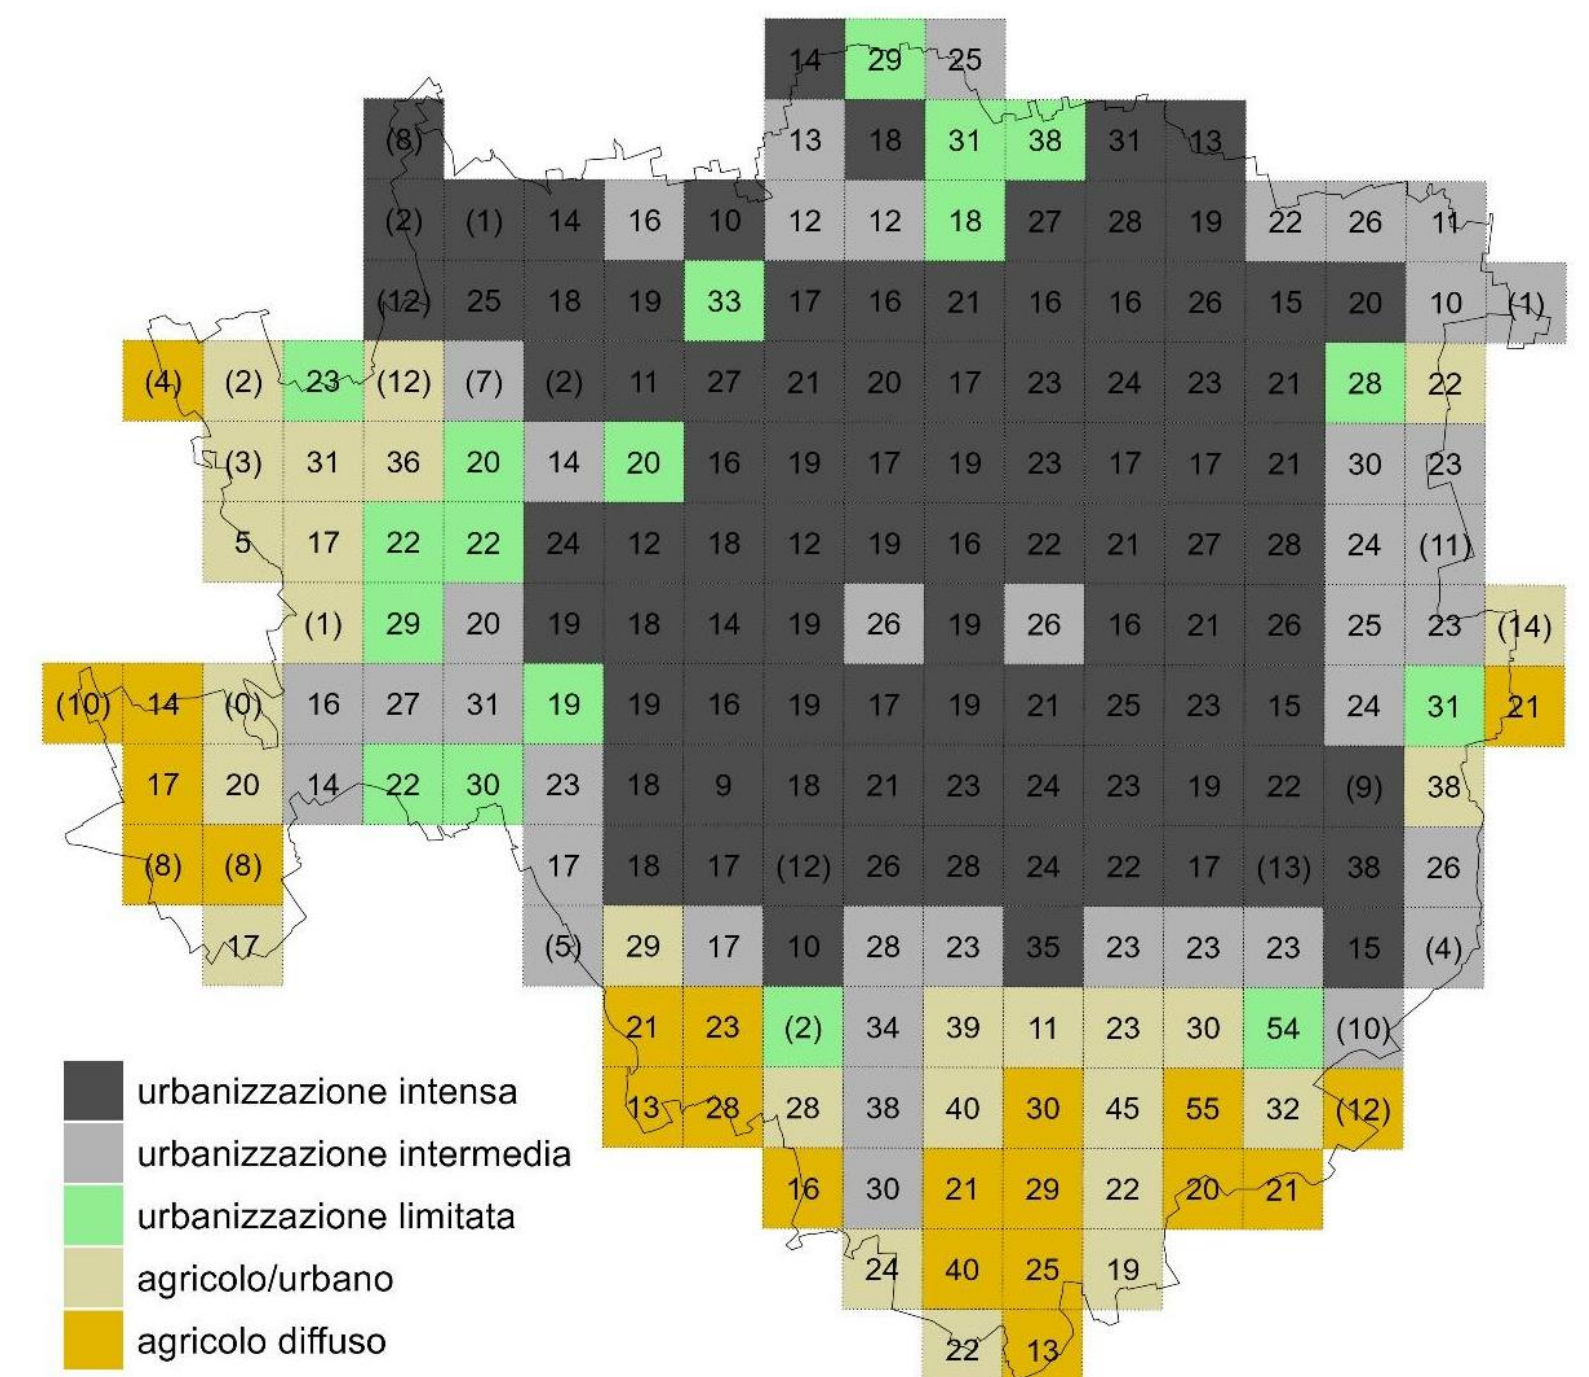 14 29 25
(8) 13 18 31 38 31 13
(2) (1) 14 16 10 12 12 18 27 28 19 22 26 11
(12) 25 18 19 33 17 16 21 16 16 26 15 20 10 (1)
(4) (2) 23 (12) (7) (2) 11 27 21 20 17 23 24 23 21 28 22
(3) 31 36 20 14 20 16 19 17 19 23 17 17 21 30 23
5 17 22 22 24 12 18 12 19 16 22 21 27 28 24 (11)
(1) 29 20 19 18 14 19 26 19 26 16 21 26 25 23 (14)
(10) 14 (0) 16 27 31 19 19 16 19 17 19 21 25 23 15 24 31 21
17 20 14 22 30 23 18 9 18 21 23 24 23 19 22 (9) 38
(8) (8) 17 18 17 (12) 26 28 24 22 17 (13) 38 26
17 (5) 29 17 10 28 23 35 23 23 23 15 (4)
21 23 (2) 34 39 11 23 30 54 (10)
13 28 28 38 40 30 45 55 32 (12)
16 30 21 29 22 20 21
24 40 25 19
22 13
urbanizzazione intensa
urbanizzazione intermedia
urbanizzazione limitata
agricolo/urbano
agricolo diffuso